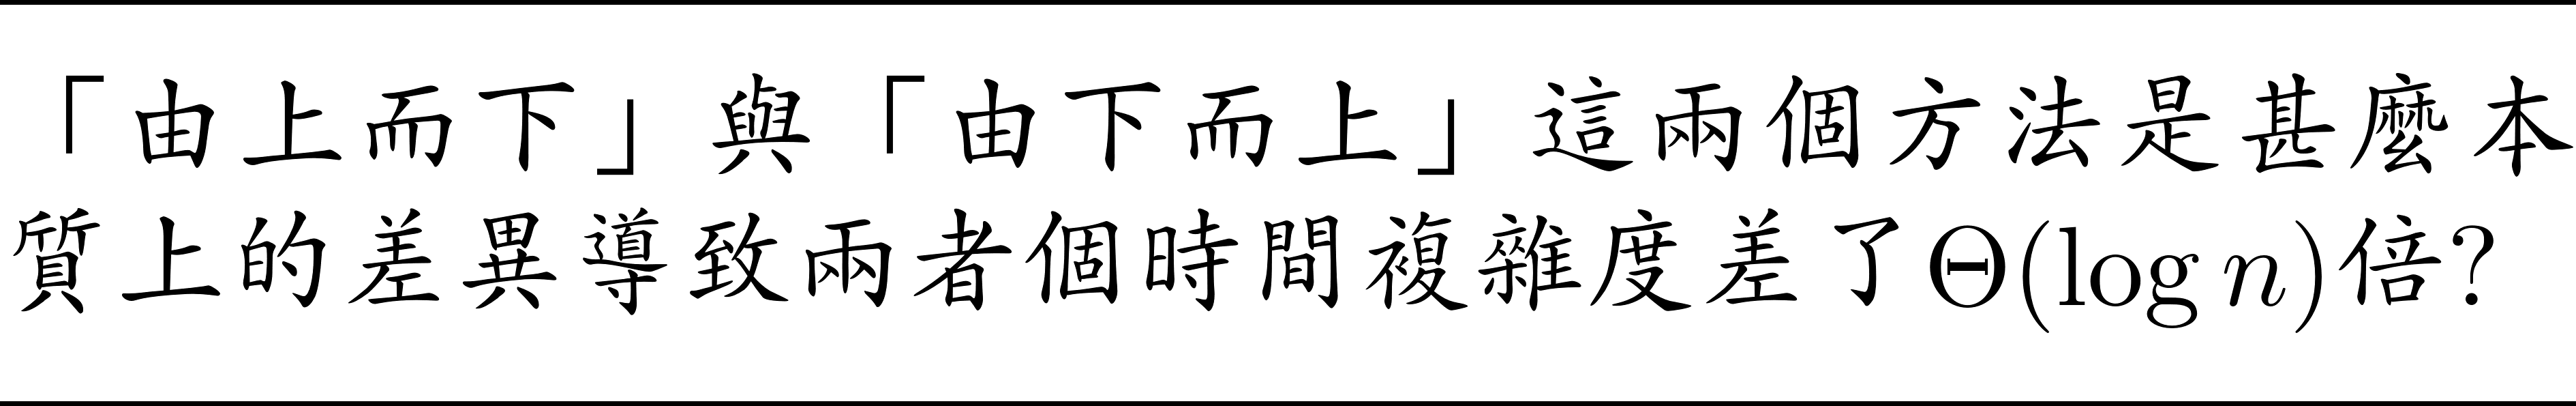 「由上而下」與「由下而上」這兩個方法是甚麼本
質上的差異導致兩者個時間複雜度差了Θ(log n)倍?